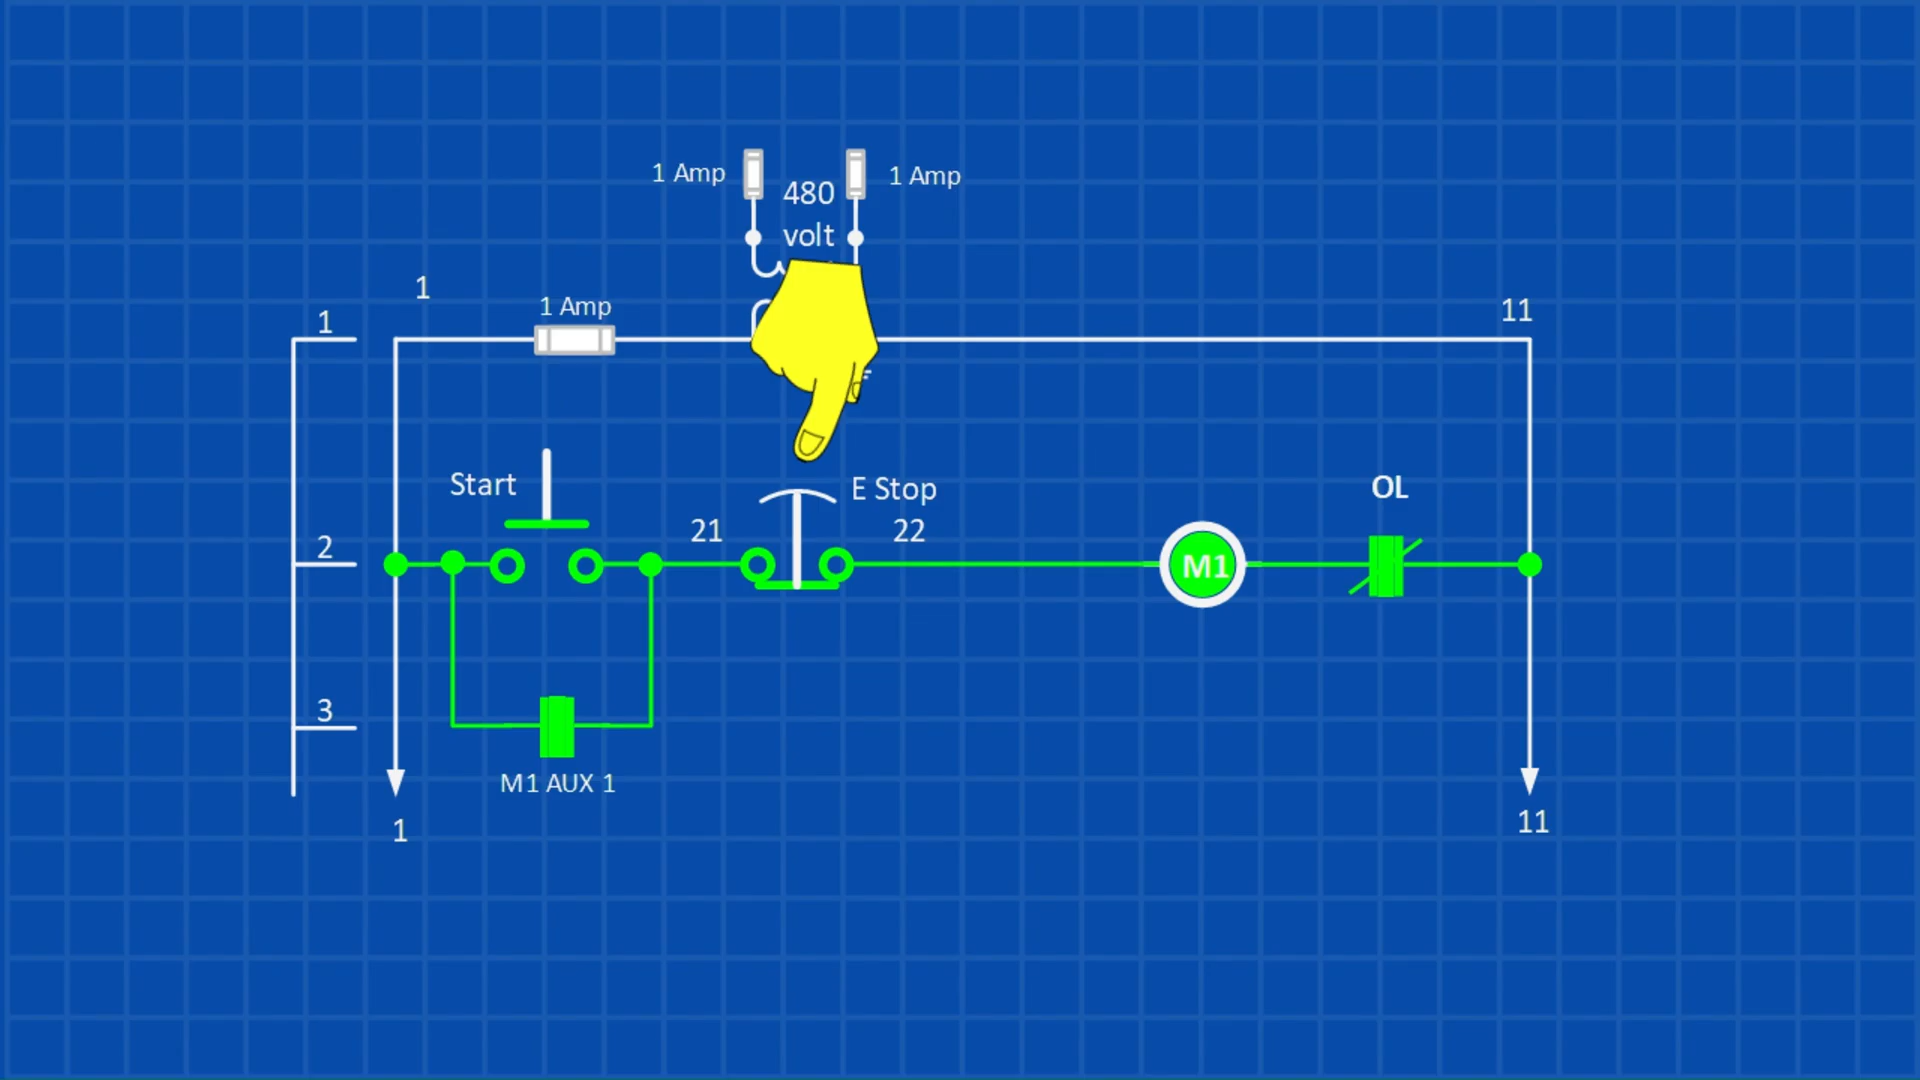 1 Amp
480
volt
1 Amp
1
1
1 Amp
11
Start
E Stop
OL
21
22
2
M1
3
M1 AUX 1
1
11